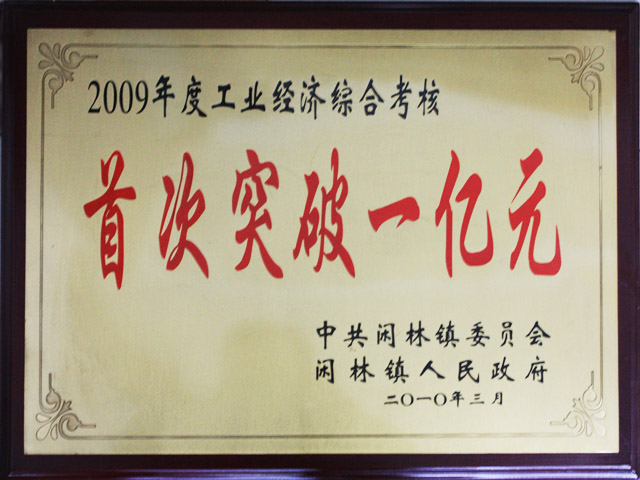 2009年度工业经济综合考核
首次突破一亿元
中共闲林镇委员会
闲林镇人民政府
二〇一〇年三月